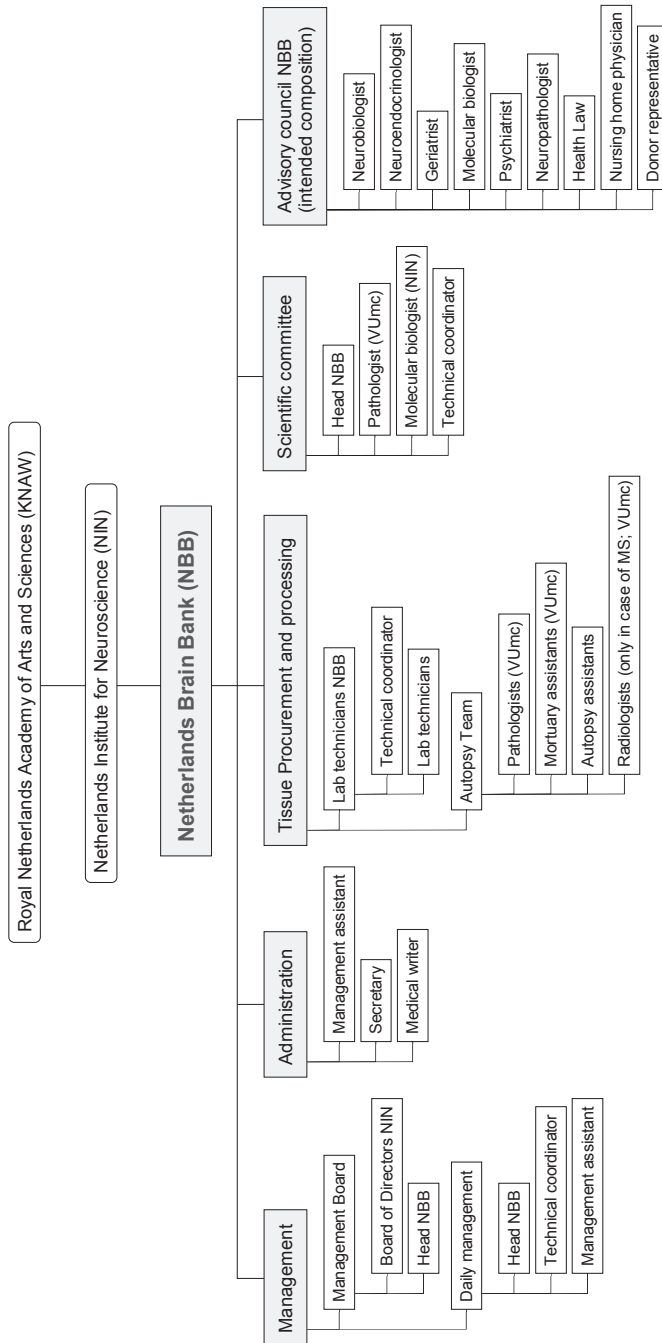 Royal Netherlands Academy of Arts and Sciences (KNAW)
Netherlands Institute for Neuroscience (NIN)
Netherlands Brain Bank (NBB)
Management
Management Board
Board of Directors NIN
Head NBB
Daily management
Head NBB
Technical coordinator
Management assistant
Administration
Management assistant
Secretary
Medical writer
Tissue Procurement and processing
Lab technicians NBB
Technical coordinator
Lab technicians
Autopsy Team
Pathologists (VUmc)
Mortuary assistants (VUmc)
Autopsy assistants
Radiologists (only in case of MS; VUmc)
Scientific committee
Head NBB
Pathologist (VUmc)
Molecular biologist (NIN)
Technical coordinator
Advisory council NBB
(intended composition)
Neurobiologist
Neuroendocrinologist
Geriatrist
Molecular biologist
Psychiatrist
Neuropathologist
Health Law
Nursing home physician
Donor representative